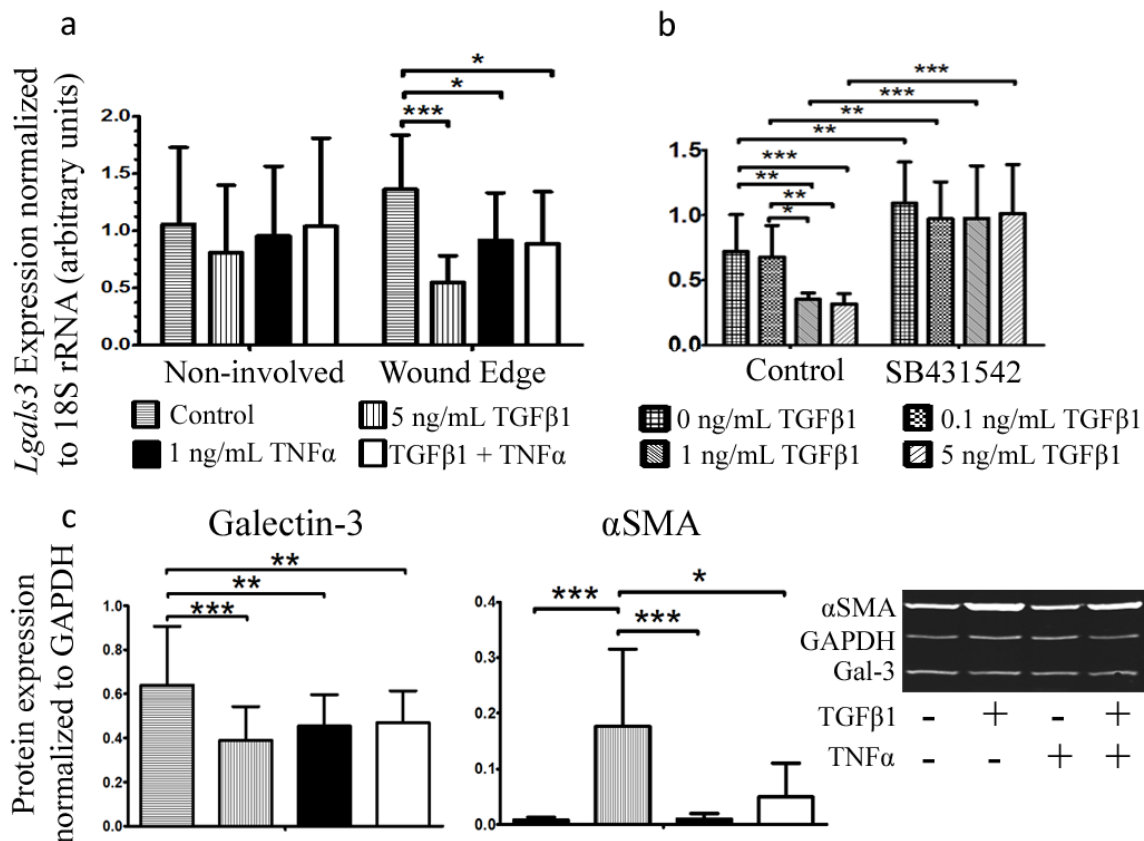 a
b
Lgals3 Expression normalized
to 18S rRNA (arbitrary units)
*
*
***
2.0
1.5
1.0
0.5
0.0
Non-involved
Wound Edge
Control
5 ng/mL TGFβ1
1 ng/mL TNFα
TGFβ1 + TNFα
***
***
**
**
***
**
**
*
1.5
1.0
0.5
0.0
Control
SB431542
0 ng/mL TGFβ1
0.1 ng/mL TGFβ1
1 ng/mL TGFβ1
5 ng/mL TGFβ1
c
Protein expression
normalized to GAPDH
Galectin-3
**
**
***
1.0
0.8
0.6
0.4
0.2
0.0
αSMA
***
*
***
0.4
0.3
0.2
0.1
0.0
αSMA
GAPDH
Gal-3
TGFβ1 - + - +
TNFα - - + +